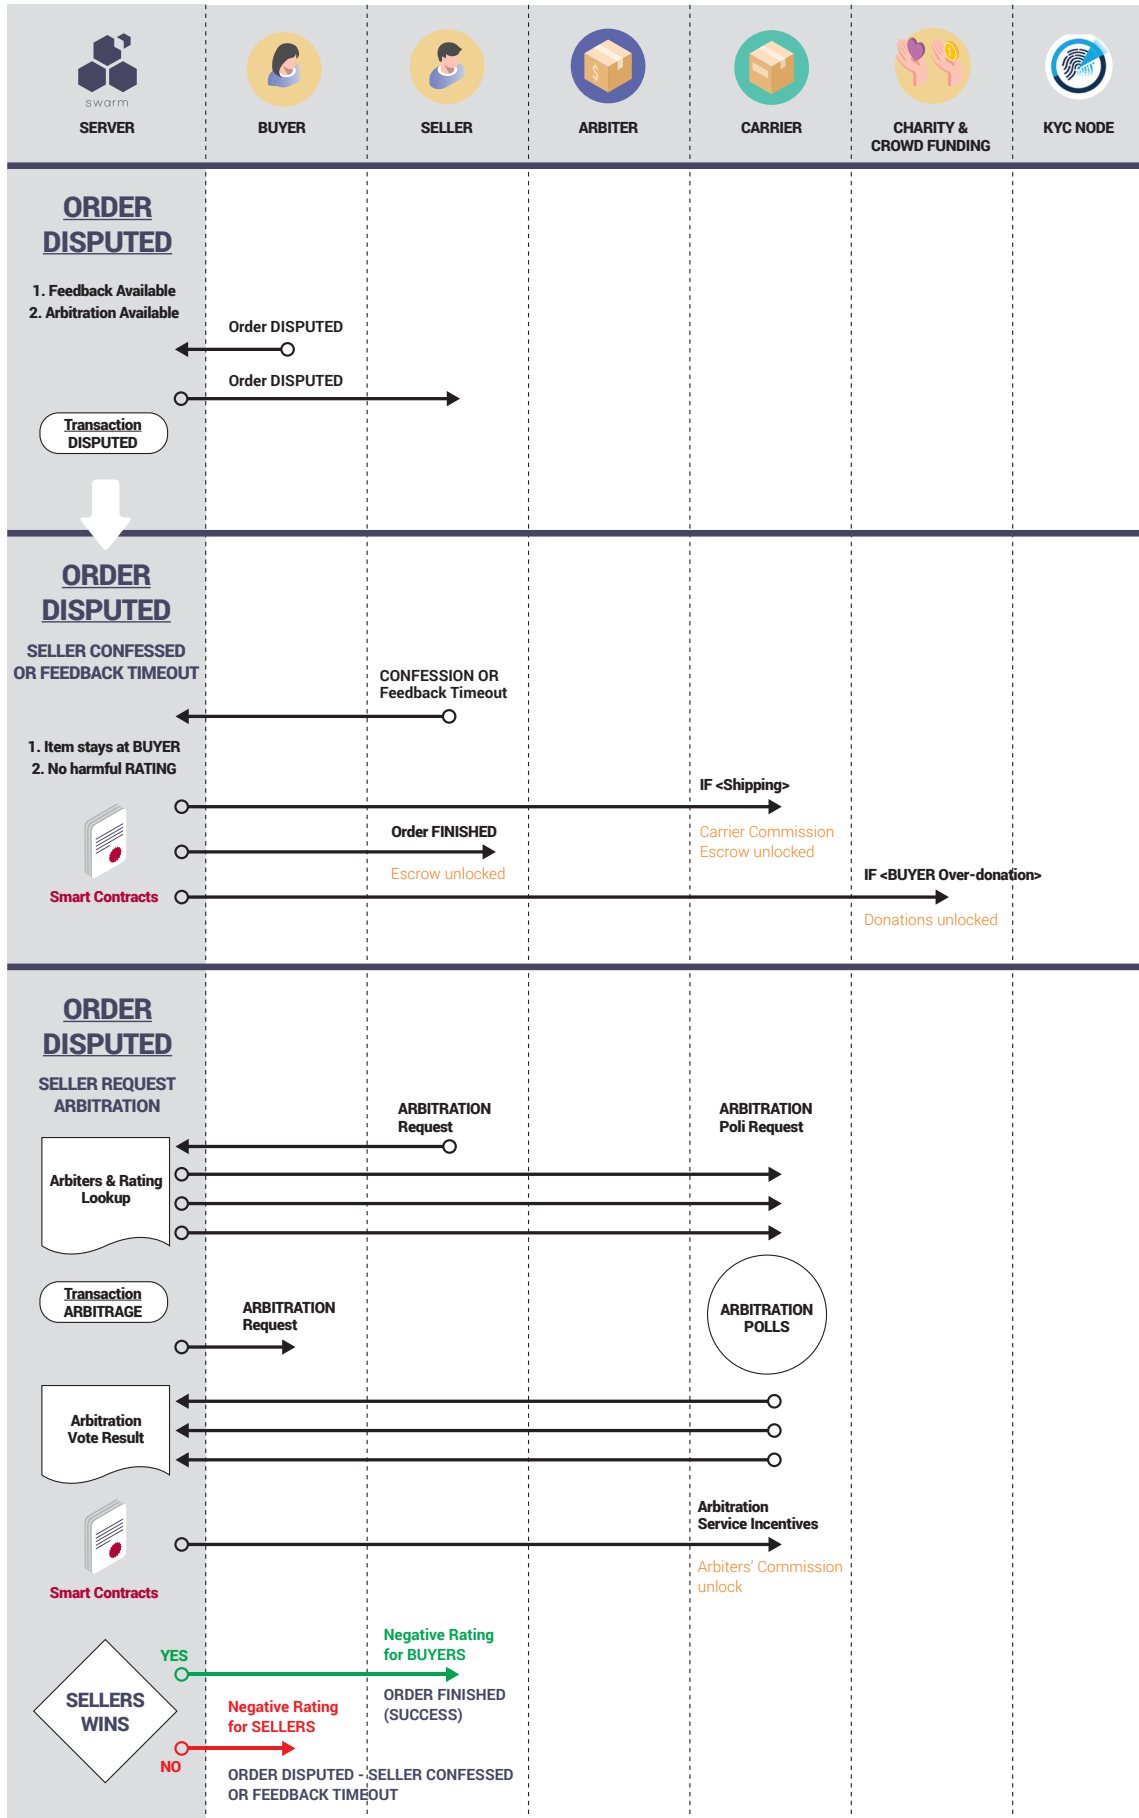 swarm
SERVER
BUYER
SELLER
ARBITER
CARRIER
CHARITY &
CROWD FUNDING
KYC NODE
ORDER
DISPUTED
1. Feedback Available
2. Arbitration Available
Order DISPUTED
Order DISPUTED
Transaction
DISPUTED
ORDER
DISPUTED
SELLER CONFESSED
OR FEEDBACK TIMEOUT
CONFESSION OR
Feedback Timeout
1. Item stays at BUYER
2. No harmful RATING
IF <Shipping>
Carrier Commission
Escrow unlocked
Order FINISHED
Escrow unlocked
IF <BUYER Over-donation>
Donations unlocked
Smart Contracts
ORDER
DISPUTED
SELLER REQUEST
ARBITRATION
ARBITRATION
Request
ARBITRATION
Poli Request
Arbiters & Rating
Lookup
Transaction
ARBITRAGE
ARBITRATION
Request
ARBITRATION
POLLS
Arbitration
Vote Result
Arbitration
Service Incentives
Arbiters' Commission
unlock
Smart Contracts
YES
Negative Rating
for BUYERS
ORDER FINISHED
(SUCCESS)
SELLERS
WINS
Negative Rating
for SELLERS
NO
ORDER DISPUTED - SELLER CONFESSED
OR FEEDBACK TIMEOUT